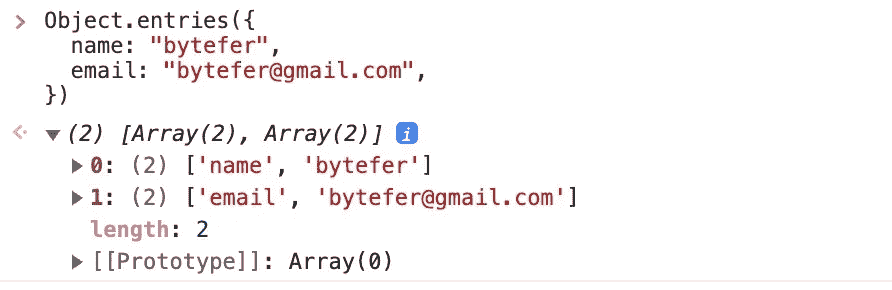 Object.entries({
name: "bytefer",
email: "bytefer@gmail.com",
})
(2) [Array(2), Array(2)] i
0: (2) ['name', 'bytefer']
1: (2) ['email', 'bytefer@gmail.com']
length: 2
[[Prototype]]: Array(0)